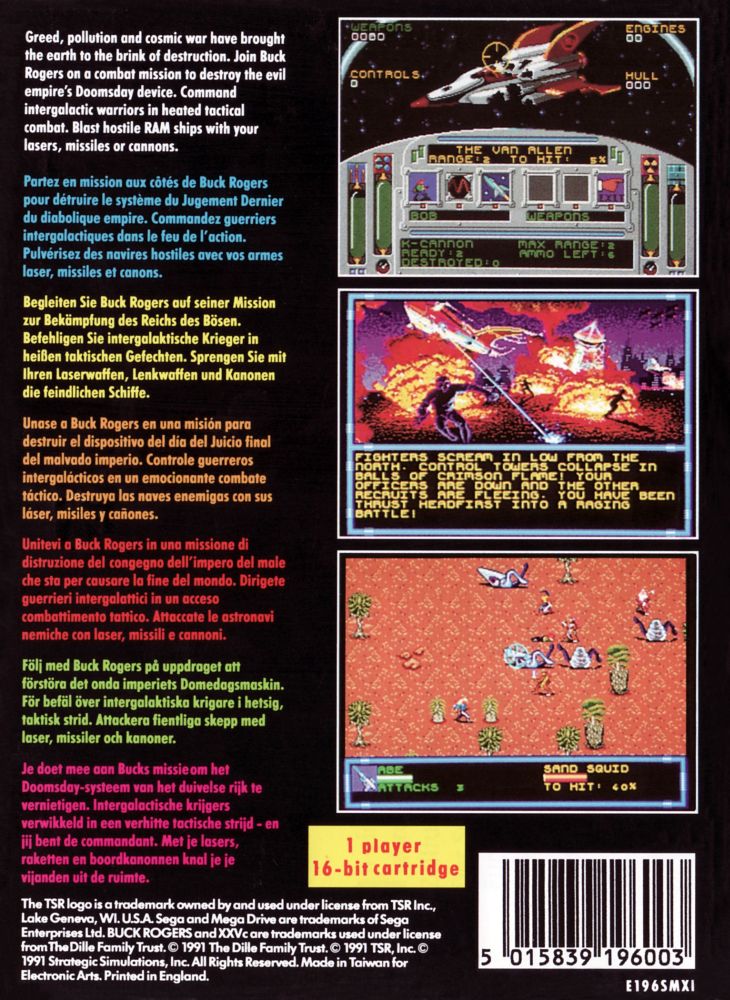 Greed, pollution and cosmic war have brought
the earth to the brink of destruction. Join Buck
Rogers on a combat mission to destroy the evil
empire's Doomsday device. Command
intergalactic warriors in heated tactical
combat. Blast hostile RAM ships with your
lasers, missiles or cannons.
Partez en mission aux côtés de Buck Rogers
pour détruire le système du Jugement Dernier
du diabolique empire. Commandez guerriers
intergalactiques dans le feu de l'action.
Pulvérisez des navires hostiles avec vos armes
laser, missiles et canons.
Begleiten Sie Buck Rogers auf seiner Mission
zur Bekämpfung des Reichs des Bösen.
Befehligen Sie intergalaktische Krieger in
heißen taktischen Gefechten. Sprengen Sie mit
Ihren Laserwaffen, Lenkwaffen und Kanonen
die feindlichen Schiffe.
Unase a Buck Rogers en una misión para
destruir el dispositivo del día del Juicio final
del malvado imperio. Controle guerreros
intergalácticos en un emocionante combate
táctico. Destruya las naves enemigas con sus
láser, misiles y cañones.
Unitevi a Buck Rogers in una missione di
distruzione del congegno dell'impero del male
che sta per causare la fine del mondo. Dirigete
guerrieri intergalattici in un acceso
combattimento tattico. Attaccate le astronavi
nemiche con laser, missili e cannoni.
Följ med Buck Rogers på uppdraget att
förstöra det onda imperiets Domedagsmaskin.
För befäl över intergalaktiska krigare i hetsig,
taktisk strid. Attackera fientliga skepp med
laser, missiler och kanoner.
Je doet mee aan Bucks missie om het
Doomsday-systeem van het duivelse rijk te
vernietigen. Intergalactische krijgers
verwikkeld in een verhitte tactische strijd - en
jij bent de commandant. Met je lasers,
raketten en boordkanonnen knal je je
vijanden uit de ruimte.
The TSR logo is a trademark owned by and used under license from TSR Inc.,
Lake Geneva, WI. U.S.A. Sega and Mega Drive are trademarks of Sega
Enterprises Ltd. BUCK ROGERS and XXVc are trademarks used under license
from The Dille Family Trust. © 1991 The Dille Family Trust. © 1991 TSR, Inc. ©
1991 Strategic Simulations, Inc. All Rights Reserved. Made in Taiwan for
Electronic Arts. Printed in England.
WEAPONS
ENGINES
CONTROLS
HULL
THE VAN ALLEN
RANGE: 2 TO HIT: 5%
EXIT
BOB WEAPONS
K-CANNON MAX RANGE: 2
READY: 2 AMMO LEFT: 6
DESTROYED: 0
FIGHTERS SCREAM IN LOW FROM THE
NORTH. CONTROL TOWERS COLLAPSE IN
BALLS OF CRIMSON FLAME! YOUR
OFFICERS ARE DOWN AND THE OTHER
RECRUITS ARE FLEEING. YOU HAVE BEEN
THRUST HEADFIRST INTO A RAGING
BATTLE!
ABE SAND SQUID
ATTACKS 3 TO HIT: 40%
1 player
16-bit cartridge
5 015839 196003
E196SMXI